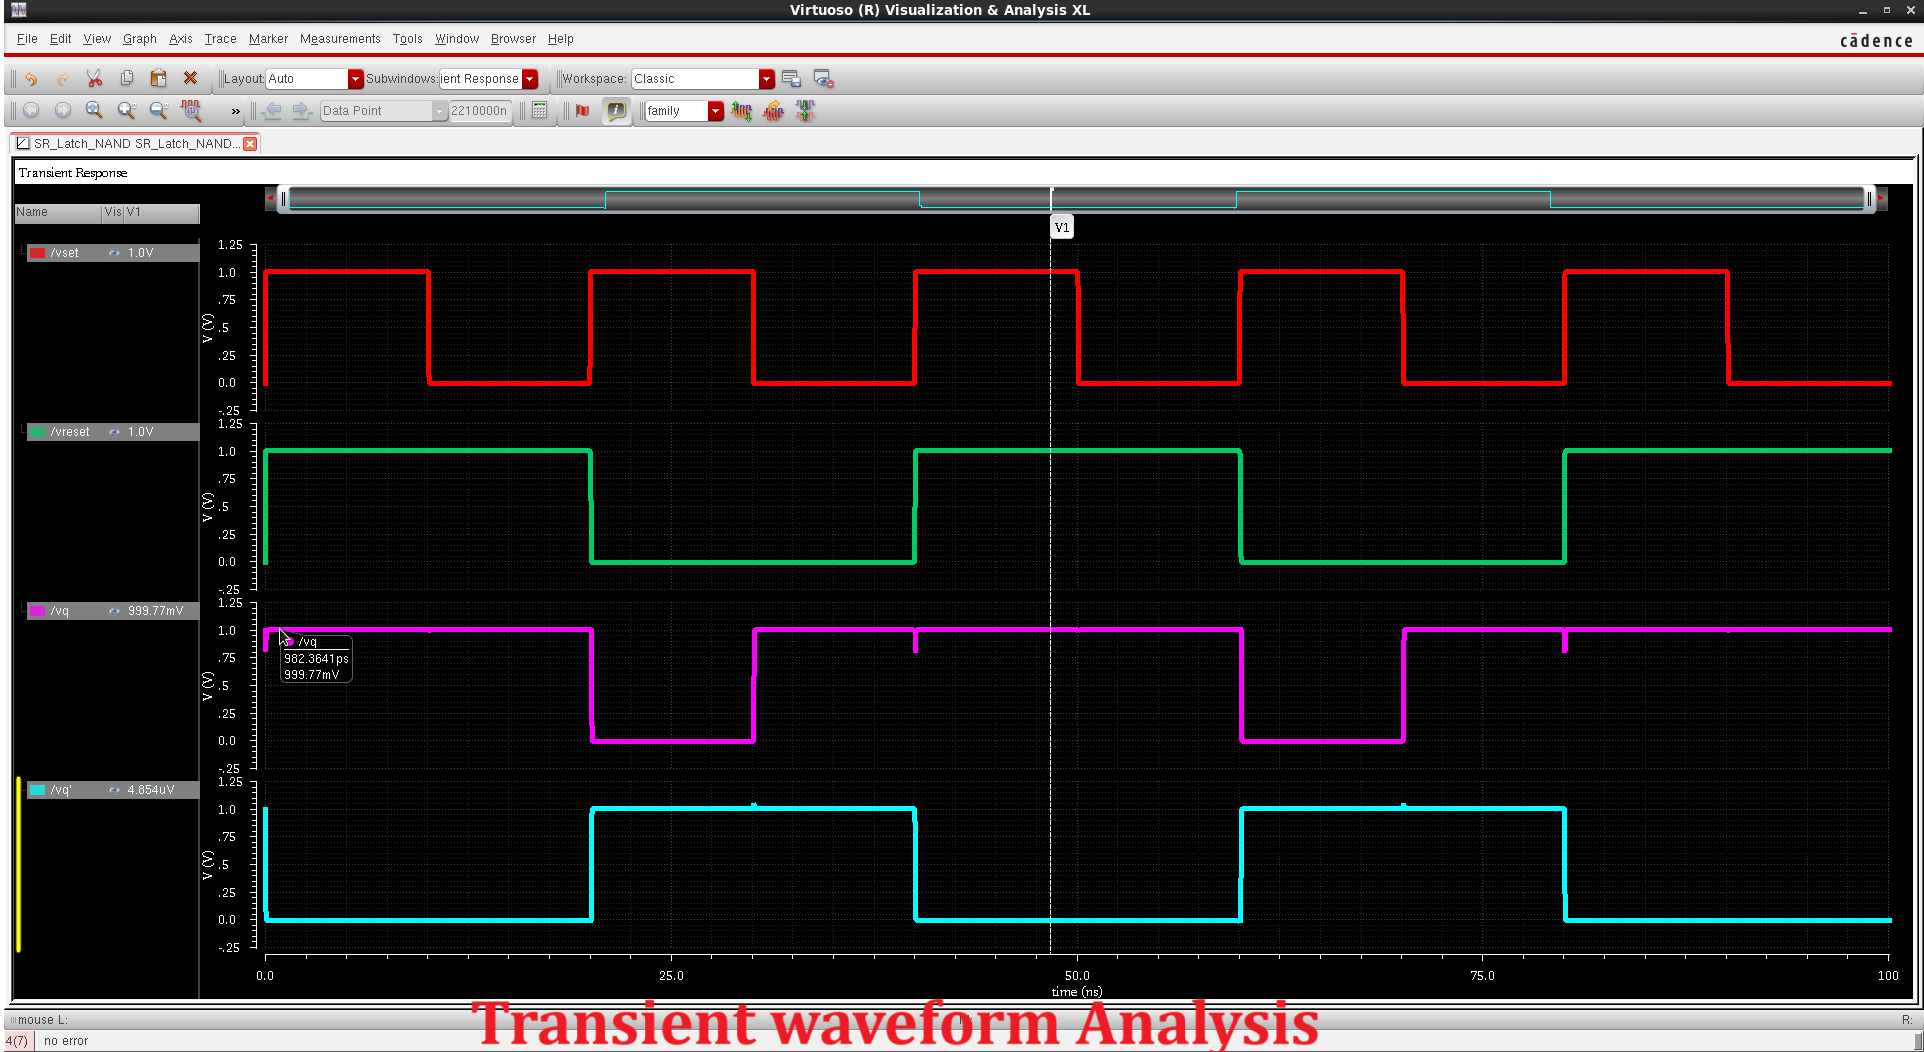 Virtuoso (R) Visualization & Analysis XL
File Edit View Graph Axis Trace Marker Measurements Tools Window Browser Help
cādence
Layout: Auto Subwindows: ient Response Workspace: Classic
» Data Point 2210000n family
SR_Latch_NAND SR_Latch_NAND...
Transient Response
Name Vis V1
V1
/vset 1.0V
1.25
1.0
.75
.5
.25
0.0
-.25
V (V)
/vreset 1.0V
1.25
1.0
.75
.5
.25
0.0
-.25
V (V)
/vq 999.77mV
1.25
1.0
.75
.5
.25
0.0
-.25
V (V)
/vq
982.3641ps
999.77mV
/vq' 4.854uV
1.25
1.0
.75
.5
.25
0.0
-.25
V (V)
0.0 25.0 50.0 75.0 100
time (ns)
mouse L: R:
Transient waveform Analysis
4(7) no error